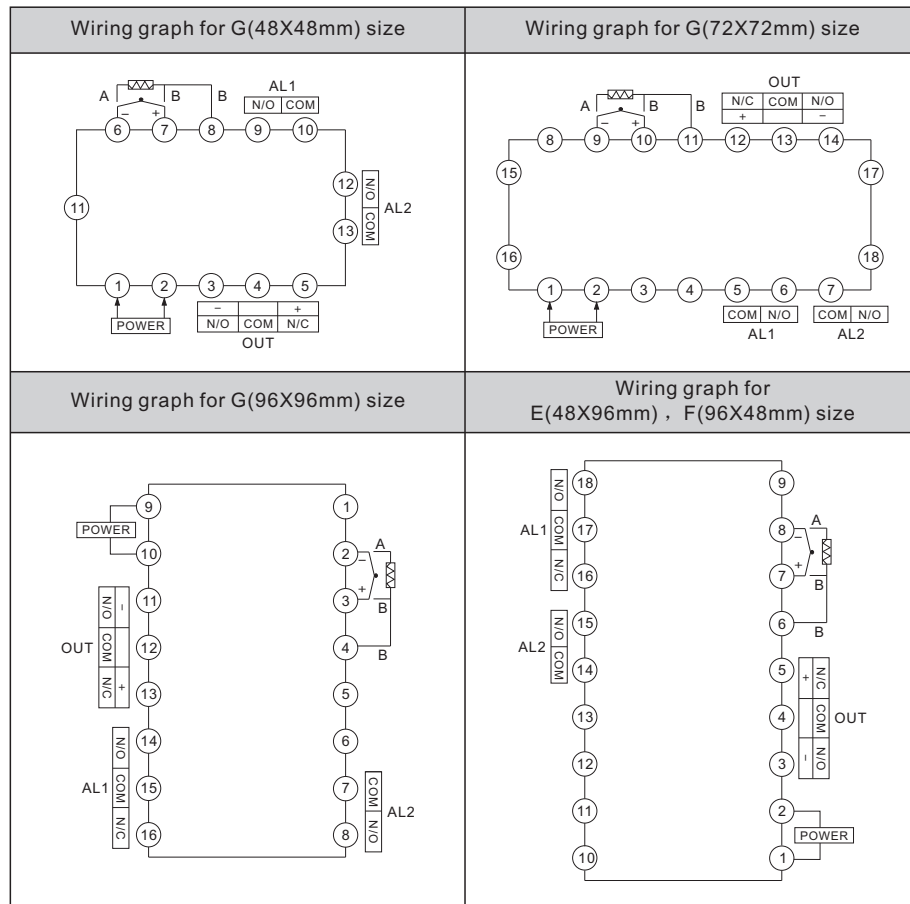 Wiring graph for G(48X48mm) size
A B B AL1
N/O COM
− +
6 7 8 9 10
11
12 N/O
13 COM
AL2
1 2 3 4 5
− +
POWER N/O COM N/C
OUT
Wiring graph for G(72X72mm) size
OUT
A B B
N/C COM N/O
+ −
− +
8 9 10 11 12 13 14
15 17
16 18
1 2 3 4 5 6 7
POWER
COM N/O COM N/O
AL1 AL2
Wiring graph for G(96X96mm) size
9 1
POWER
10 2 − A
11 3 + B
N/O − 
OUT COM 12 4 B
N/C + 13 5
N/O 14 6
AL1 COM 15 7 COM
N/C 16 8 N/O
AL2
Wiring graph for
E(48X96mm) , F(96X48mm) size
N/O 18 9
AL1 COM 17 8 − A
N/C 16 7 + B
N/O 15 6 B
AL2 COM 14 5 + N/C
13 4 COM OUT
12 3 − N/O
11 2
POWER
10 1